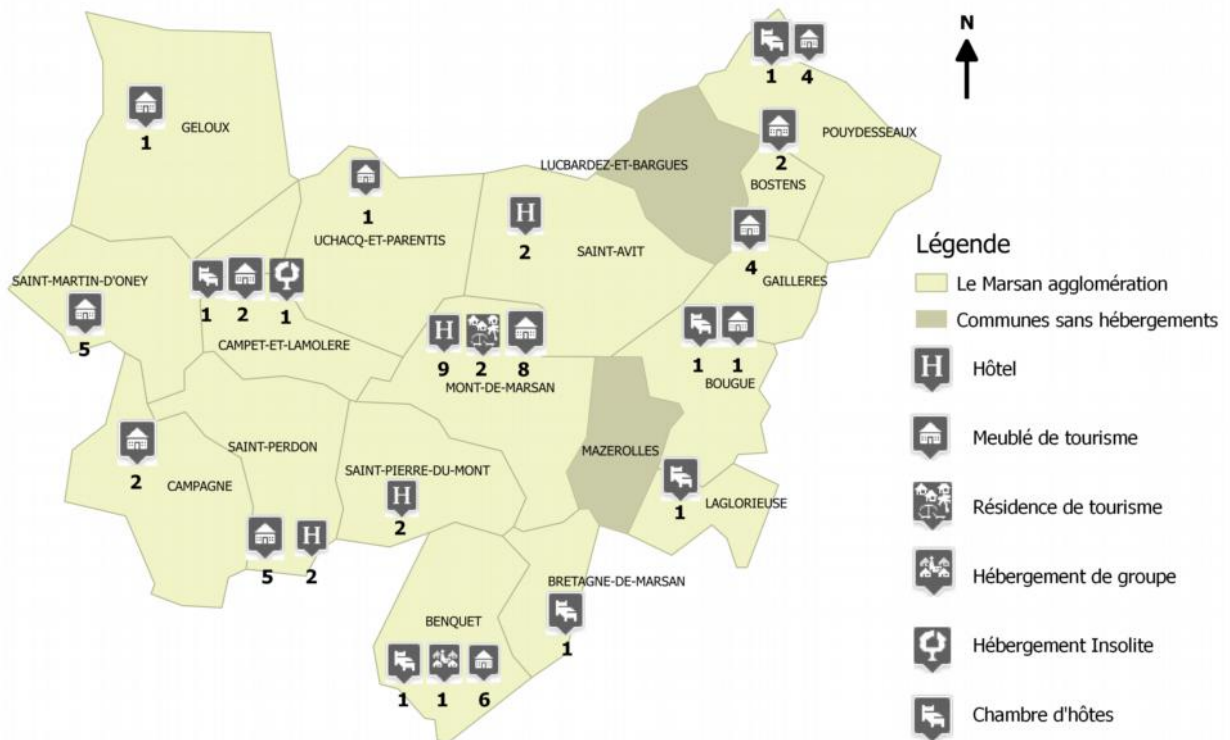 N
1
4
GELOUX
1
POUYDESSEAUX
LUCBARDEZ-ET-BARGUES
2
BOSTENS
1
UCHACQ-ET-PARENTIS
H
2
SAINT-AVIT
4
GAILLERES
SAINT-MARTIN-D'ONEY
5
1
2
1
CAMPET-ET-LAMOLERE
H
9
2
8
MONT-DE-MARSAN
1
1
BOUGUE
MAZEROLLES
2
CAMPAGNE
SAINT-PERDON
SAINT-PIERRE-DU-MONT
H
2
1
LAGLORIEUSE
5
H
2
BRETAGNE-DE-MARSAN
1
BENQUET
1
1
6
Légende
Le Marsan agglomération
Communes sans hébergements
H
Hôtel
Meublé de tourisme
Résidence de tourisme
Hébergement de groupe
Hébergement Insolite
Chambre d'hôtes